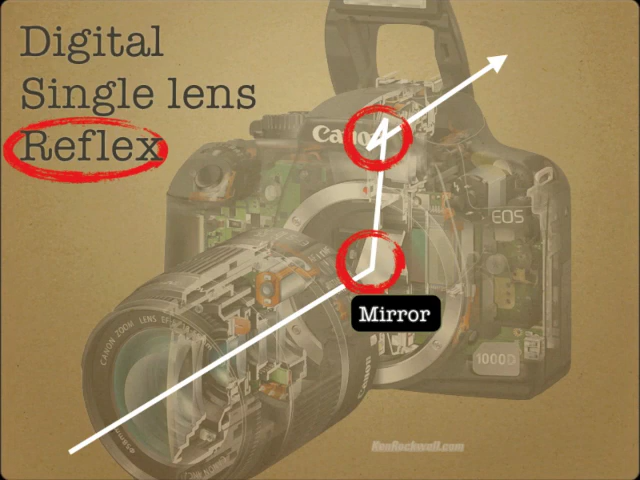 Digital
Single lens
Reflex
Canon
EOS
Mirror
CANON ZOOM LENS EF
1000D
CANON
KenRockwell.com